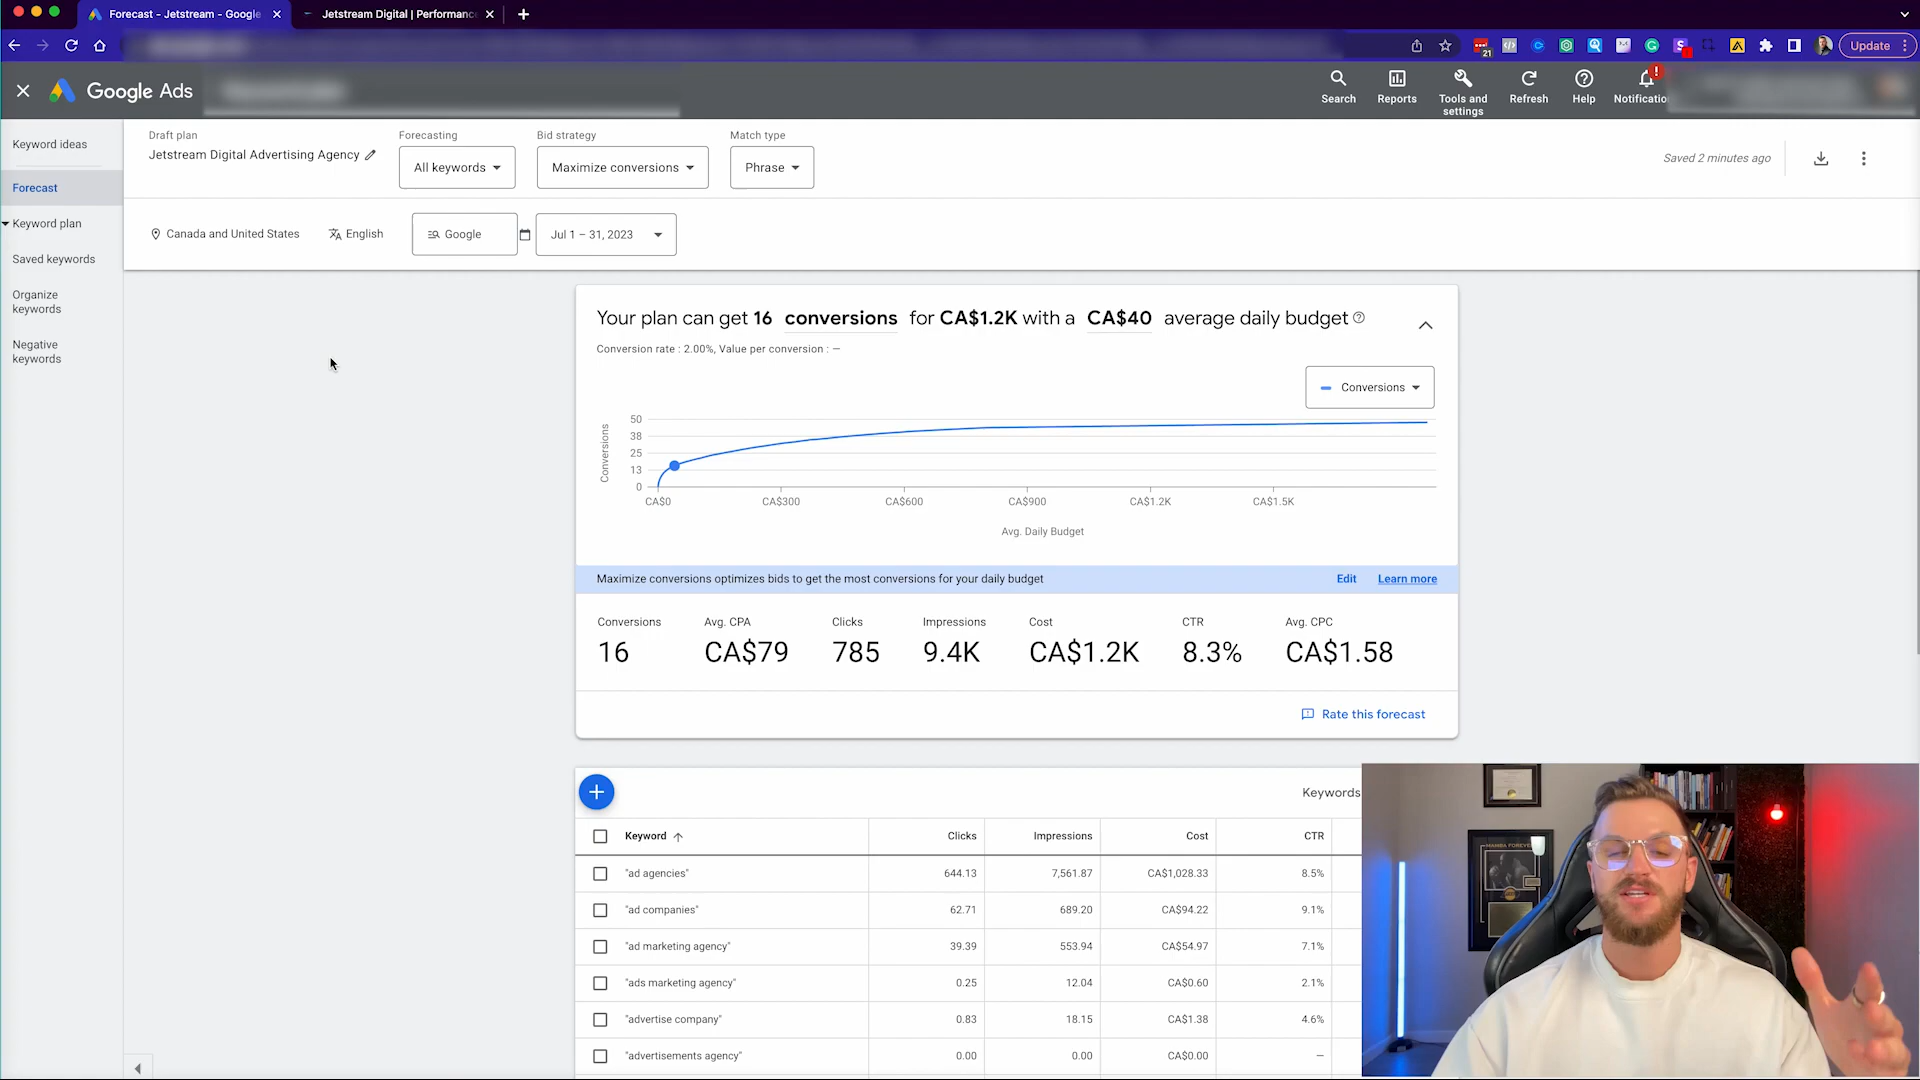 Forecast - Jetstream - Google
Jetstream Digital | Performanc
Update
21
Google Ads
Search
Reports
Tools and settings
Refresh
Help
Notificatio
Keyword ideas
Forecast
Keyword plan
Saved keywords
Organize keywords
Negative keywords
Draft plan
Jetstream Digital Advertising Agency
Forecasting
All keywords
Bid strategy
Maximize conversions
Match type
Phrase
Saved 2 minutes ago
Canada and United States
English
Google
Jul 1 – 31, 2023
Your plan can get 16 conversions for CA$1.2K with a CA$40 average daily budget
Conversion rate : 2.00%, Value per conversion : —
Conversions
Conversions
50
38
25
13
0
CA$0 CA$300 CA$600 CA$900 CA$1.2K CA$1.5K
Avg. Daily Budget
Maximize conversions optimizes bids to get the most conversions for your daily budget
Edit
Learn more
Conversions Avg. CPA Clicks Impressions Cost CTR Avg. CPC
16 CA$79 785 9.4K CA$1.2K 8.3% CA$1.58
Rate this forecast
Keywords
Keyword Clicks Impressions Cost CTR
"ad agencies" 644.13 7,561.87 CA$1,028.33 8.5%
"ad companies" 62.71 689.20 CA$94.22 9.1%
"ad marketing agency" 39.39 553.94 CA$54.97 7.1%
"ads marketing agency" 0.25 12.04 CA$0.60 2.1%
"advertise company" 0.83 18.15 CA$1.38 4.6%
"advertisements agency" 0.00 0.00 CA$0.00 —
MAMBA FOREVER